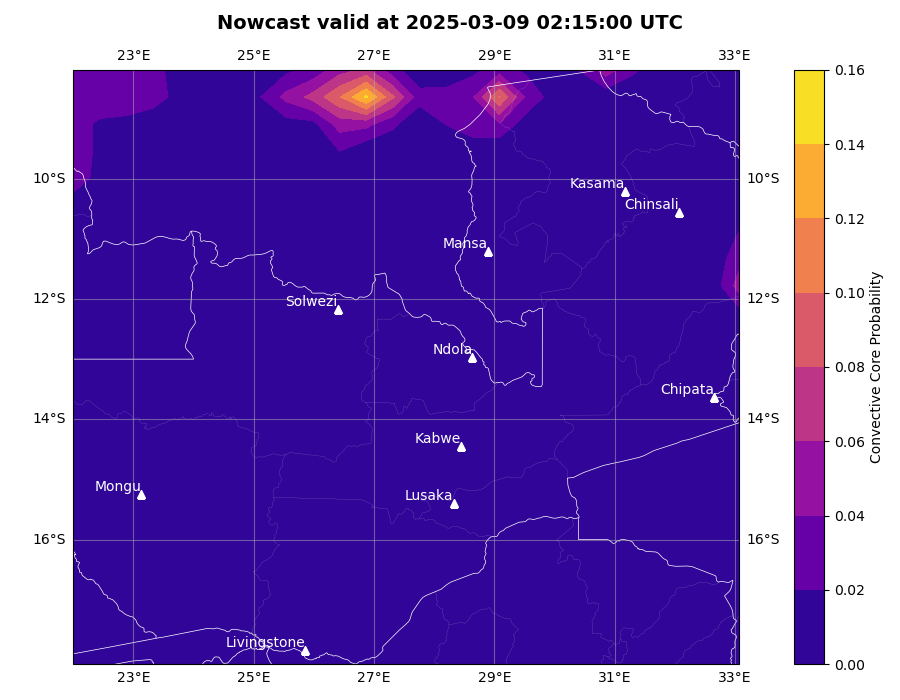 Nowcast valid at 2025-03-09 02:15:00 UTC
23°E 25°E 27°E 29°E 31°E 33°E
0.16
0.14
10°S Kasama 10°S
Chinsali
0.12
Mansa
0.10
12°S Solwezi 12°S
Ndola
0.08
Chipata
14°S 14°S
Kabwe
0.06
Mongu Lusaka
0.04
16°S 16°S
0.02
Livingstone
0.00
23°E 25°E 27°E 29°E 31°E 33°E
Convective Core Probability